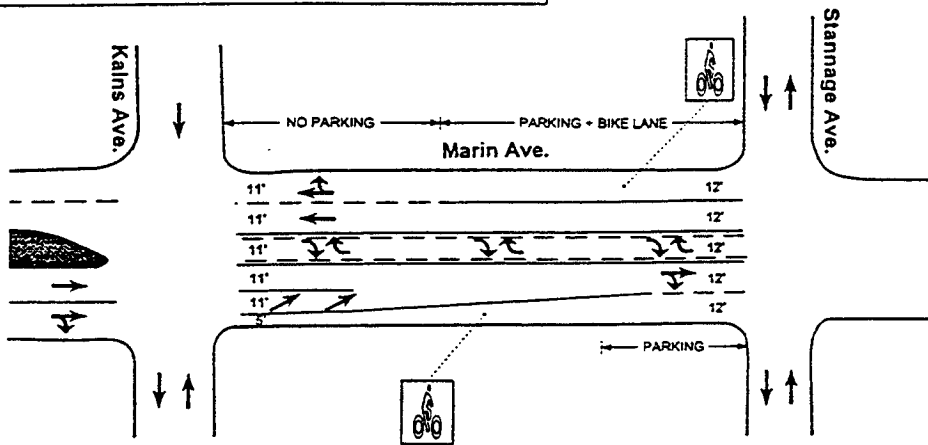 Kains Ave.
Stannage Ave.
NO PARKING
PARKING + BIKE LANE
Marin Ave.
11'
12'
11'
12'
11'
12'
11'
12'
11'
12'
5'
PARKING